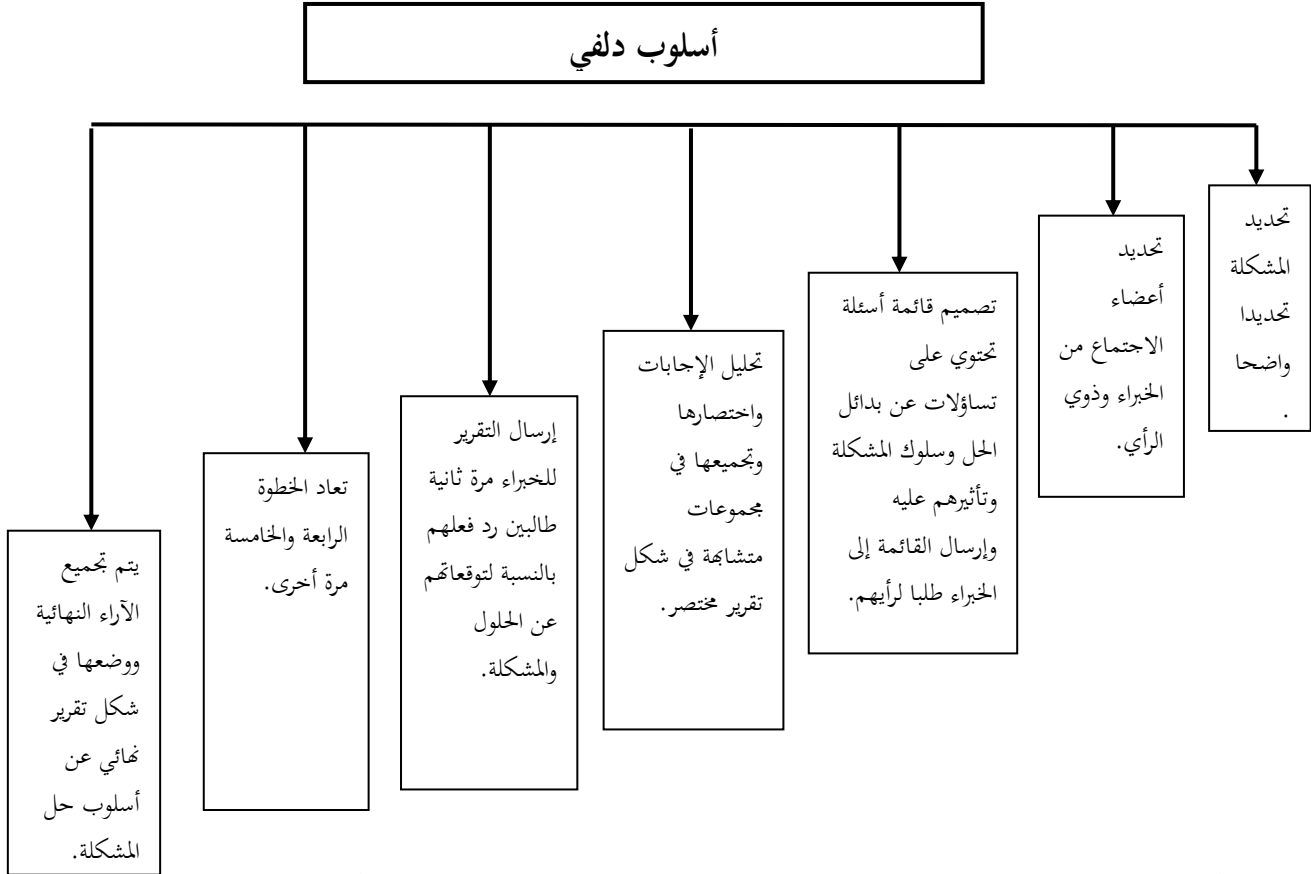 أسلوب دلفي
تحديد
المشكلة
تحديدا
واضحا
.
تحديد
أعضاء
الاجتماع من
الخبراء وذوي
الرأي.
تصميم قائمة أسئلة
تحتوي على
تساؤلات عن بدائل
الحل وسلوك المشكلة
وتأثيرهم عليه
وإرسال القائمة إلى
الخبراء طلبا لرأيهم.
تحليل الإجابات
واختصارها
وتجميعها في
مجموعات
متشابهة في شكل
تقرير مختصر.
إرسال التقرير
للخبراء مرة ثانية
طالبين رد فعلهم
بالنسبة لتوقعاتهم
عن الحلول
والمشكلة.
تعاد الخطوة
الرابعة والخامسة
مرة أخرى.
يتم تجميع
الآراء النهائية
ووضعها في
شكل تقرير
نهائي عن
أسلوب حل
المشكلة.